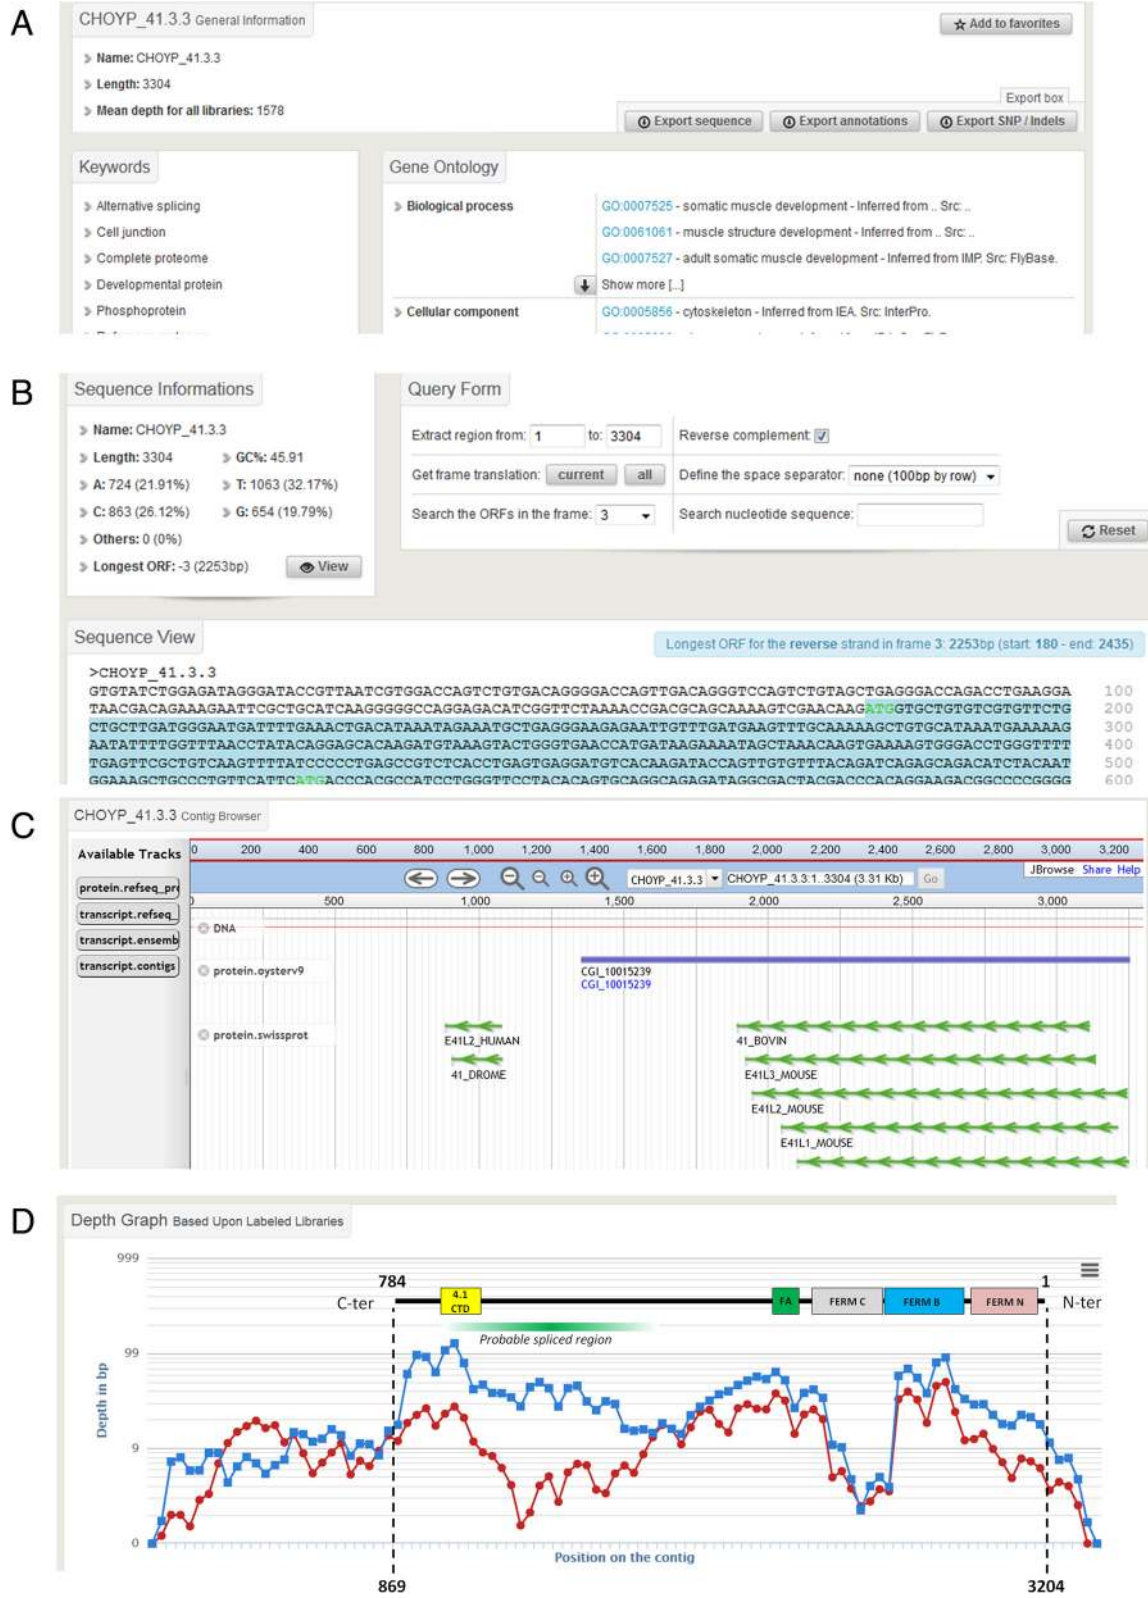 A
CHOYP_41.3.3 General Information
Add to favorites
Name: CHOYP_41.3.3
Length: 3304
Mean depth for all libraries: 1578
Export box
Export sequence Export annotations Export SNP / Indels
Keywords
Alternative splicing
Cell junction
Complete proteome
Developmental protein
Phosphoprotein
Gene Ontology
Biological process
GO:0007525 - somatic muscle development - Inferred from .. Src: ..
GO:0061061 - muscle structure development - Inferred from .. Src: ..
GO:0007527 - adult somatic muscle development - Inferred from IMP. Src: FlyBase.
Show more [...]
Cellular component
GO:0005856 - cytoskeleton - Inferred from IEA. Src: InterPro.
B
Sequence Informations
Name: CHOYP_41.3.3
Length: 3304 GC%: 45.91
A: 724 (21.91%) T: 1063 (32.17%)
C: 863 (26.12%) G: 654 (19.79%)
Others: 0 (0%)
Longest ORF: -3 (2253bp) View
Query Form
Extract region from: 1 to: 3304 Reverse complement:
Get frame translation: current all Define the space separator: none (100bp by row)
Search the ORFs in the frame: 3 Search nucleotide sequence:
Reset
Sequence View
Longest ORF for the reverse strand in frame 3: 2253bp (start: 180 - end: 2435)
>CHOYP_41.3.3
GTGTATCTGGAGATAGGGATACCGTTAATCGTGGACCAGTCTGTGACAGGGGACCAGTTGACAGGGTCCAGTCTGTAGCTGAGGGACCAGACCTGAAGGA 100
TAACGACAGAAAGAATTCGCTGCATCAAGGGGGCCAGGAGACATCGGTTCTAAAACCGACGCAGCAAAAGTCGAACAAGATGGTGCTGTGTCGTGTTCTG 200
CTGCTTGATGGGAATGATTTTGAAACTGACATAAATAGAAATGCTGAGGGAAGAGAATTGTTTGATGAAGTTTGCAAAAAGCTGTGCATAAATGAAAAAG 300
AATATTTTGGTTTAACCTATACAGGAGCACAAGATGTAAAGTACTGGGTGAACCATGATAAGAAAATAGCTAAACAAGTGAAAAGTGGGACCTGGGTTTT 400
TGAGTTCGCTGTCAAGTTTTATCCCCCTGAGCCGTCTCACCTGAGTGAGGATGTCACAAGATACCAGTTGTGTTTACAGATCAGAGCAGACATCTACAAT 500
GGAAAGCTGCCCTGTTCATTCATGACCCACGCCATCCTGGGTTCCTACACAGTGCAGGCAGAGATAGGCGACTACGACCCACAGGAAGACGGCCCCGGGG 600
C
CHOYP_41.3.3 Contig Browser
Available Tracks
protein.refseq_pr
transcript.refseq_
transcript.ensemb
transcript.contigs
0 200 400 600 800 1,000 1,200 1,400 1,600 1,800 2,000 2,200 2,400 2,600 2,800 3,000 3,200
CHOYP_41.3.3 CHOYP_41.3.3:1..3304 (3.31 Kb) Go
JBrowse Share Help
500 1,000 1,500 2,000 2,500 3,000
DNA
protein.oysterv9
CGI_10015239
CGI_10015239
protein.swissprot
E41L2_HUMAN 41_BOVIN
41_DROME E41L3_MOUSE
E41L2_MOUSE
E41L1_MOUSE
D
Depth Graph Based Upon Labeled Libraries
999
784 1
C-ter 4.1 CTD FA FERM C FERM B FERM N N-ter
Probable spliced region
99
Depth in bp
9
0
Position on the contig
869 3204